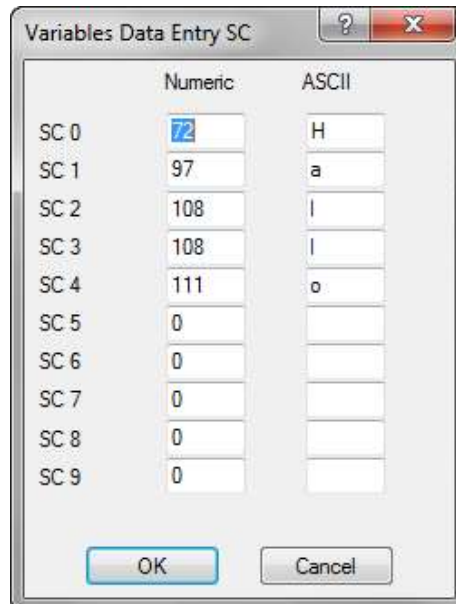 Variables Data Entry SC ?
Numeric ASCII
SC 0 72 H
SC 1 97 a
SC 2 108 l
SC 3 108 l
SC 4 111 o
SC 5 0
SC 6 0
SC 7 0
SC 8 0
SC 9 0
OK Cancel